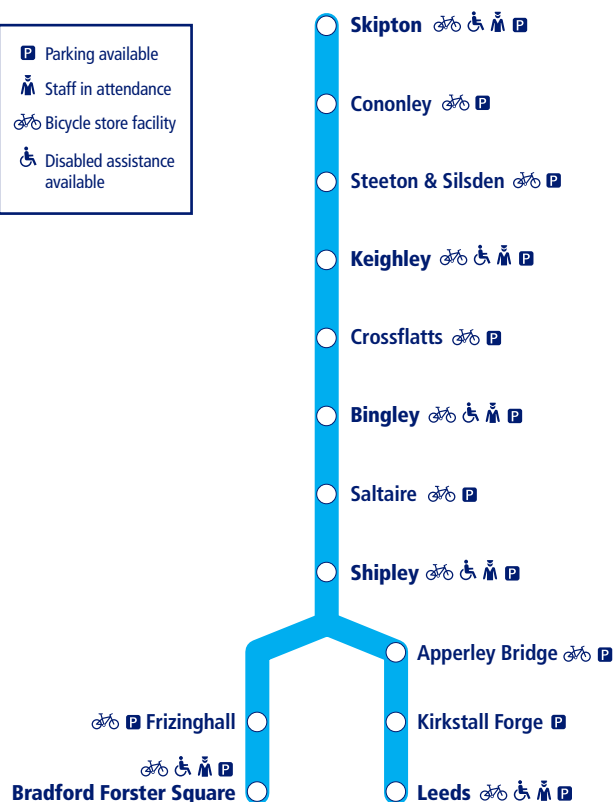 P Parking available
Staff in attendance
Bicycle store facility
Disabled assistance
available
Skipton P
Cononley P
Steeton & Silsden P
Keighley P
Crossflatts P
Bingley P
Saltaire P
Shipley P
Apperley Bridge P
P Frizinghall
Kirkstall Forge P
P
Bradford Forster Square
Leeds P